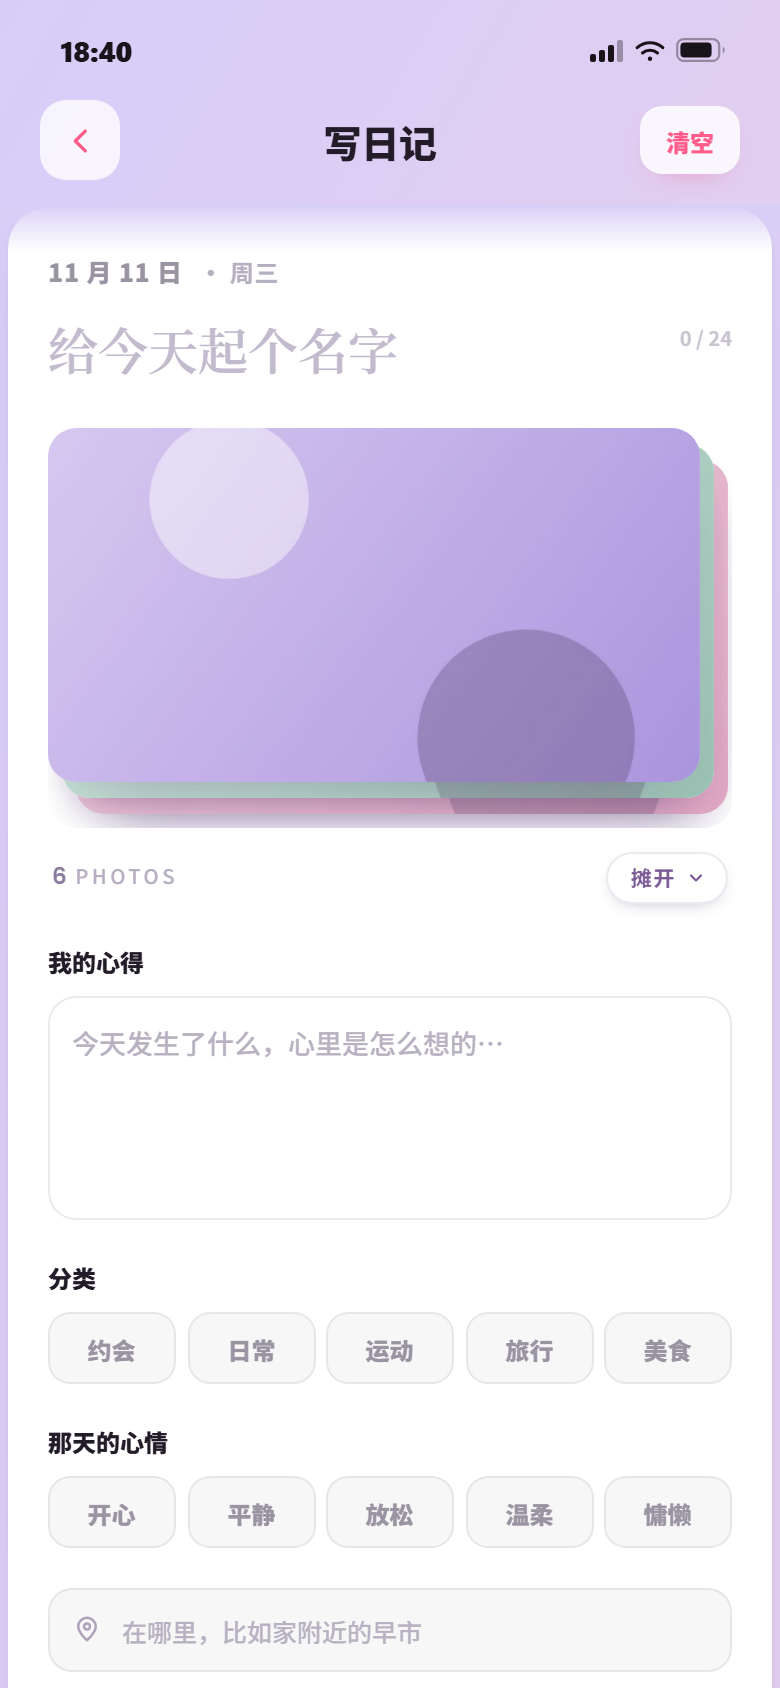 18:40
写日记
清空
11 月 11 日 · 周三
给今天起个名字
0 / 24
6 PHOTOS
摊开
我的心得
今天发生了什么，心里是怎么想的…
分类
约会 日常 运动 旅行 美食
那天的心情
开心 平静 放松 温柔 慵懒
在哪里，比如家附近的早市